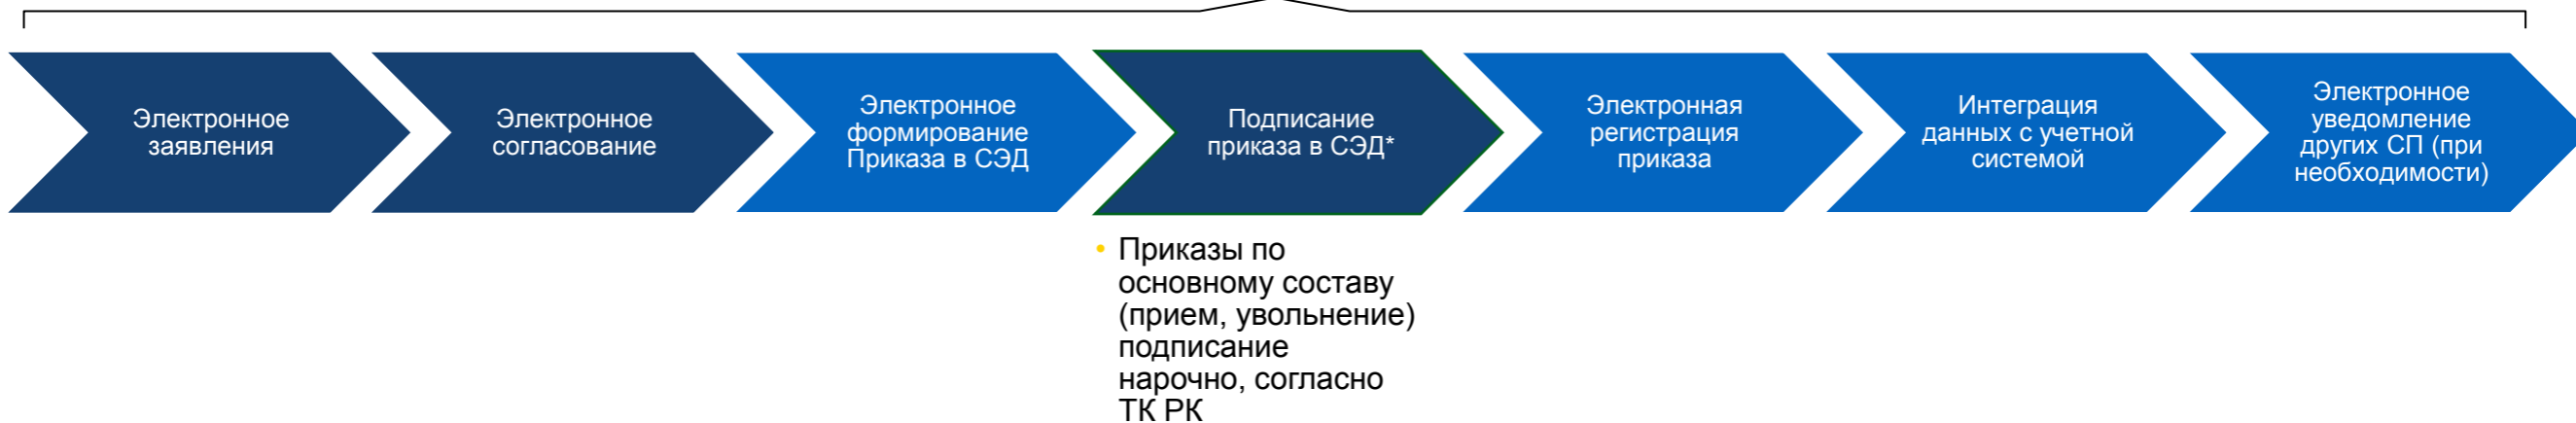 Электронное
заявления
Электронное
согласование
Электронное
формирование
Приказа в СЭД
Подписание
приказа в СЭД*
Электронная
регистрация
приказа
Интеграция
данных с учетной
системой
Электронное
уведомление
других СП (при
необходимости)
• Приказы по
основному составу
(прием, увольнение)
подписание
нарочно, согласно
ТК РК